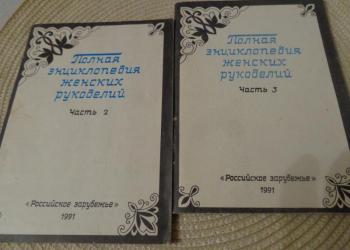 Полная
энциклопедия
женских
рукоделий
Часть 2
«Российское зарубежье»
1991
Полная
энциклопедия
женских
рукоделий
Часть 3
«Российское зарубежье»
1991